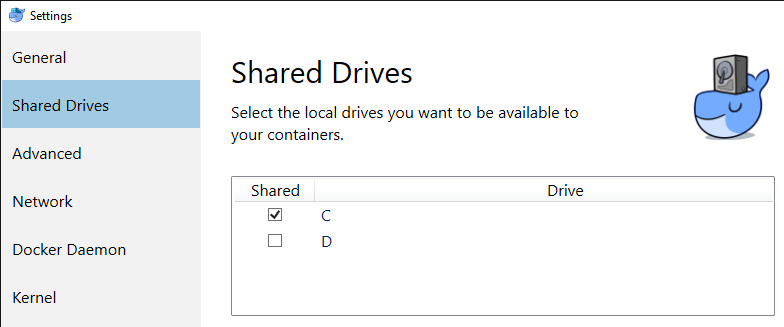 Settings
General
Shared Drives
Advanced
Network
Docker Daemon
Kernel
Shared Drives
Select the local drives you want to be available to
your containers.
Shared Drive
C
D